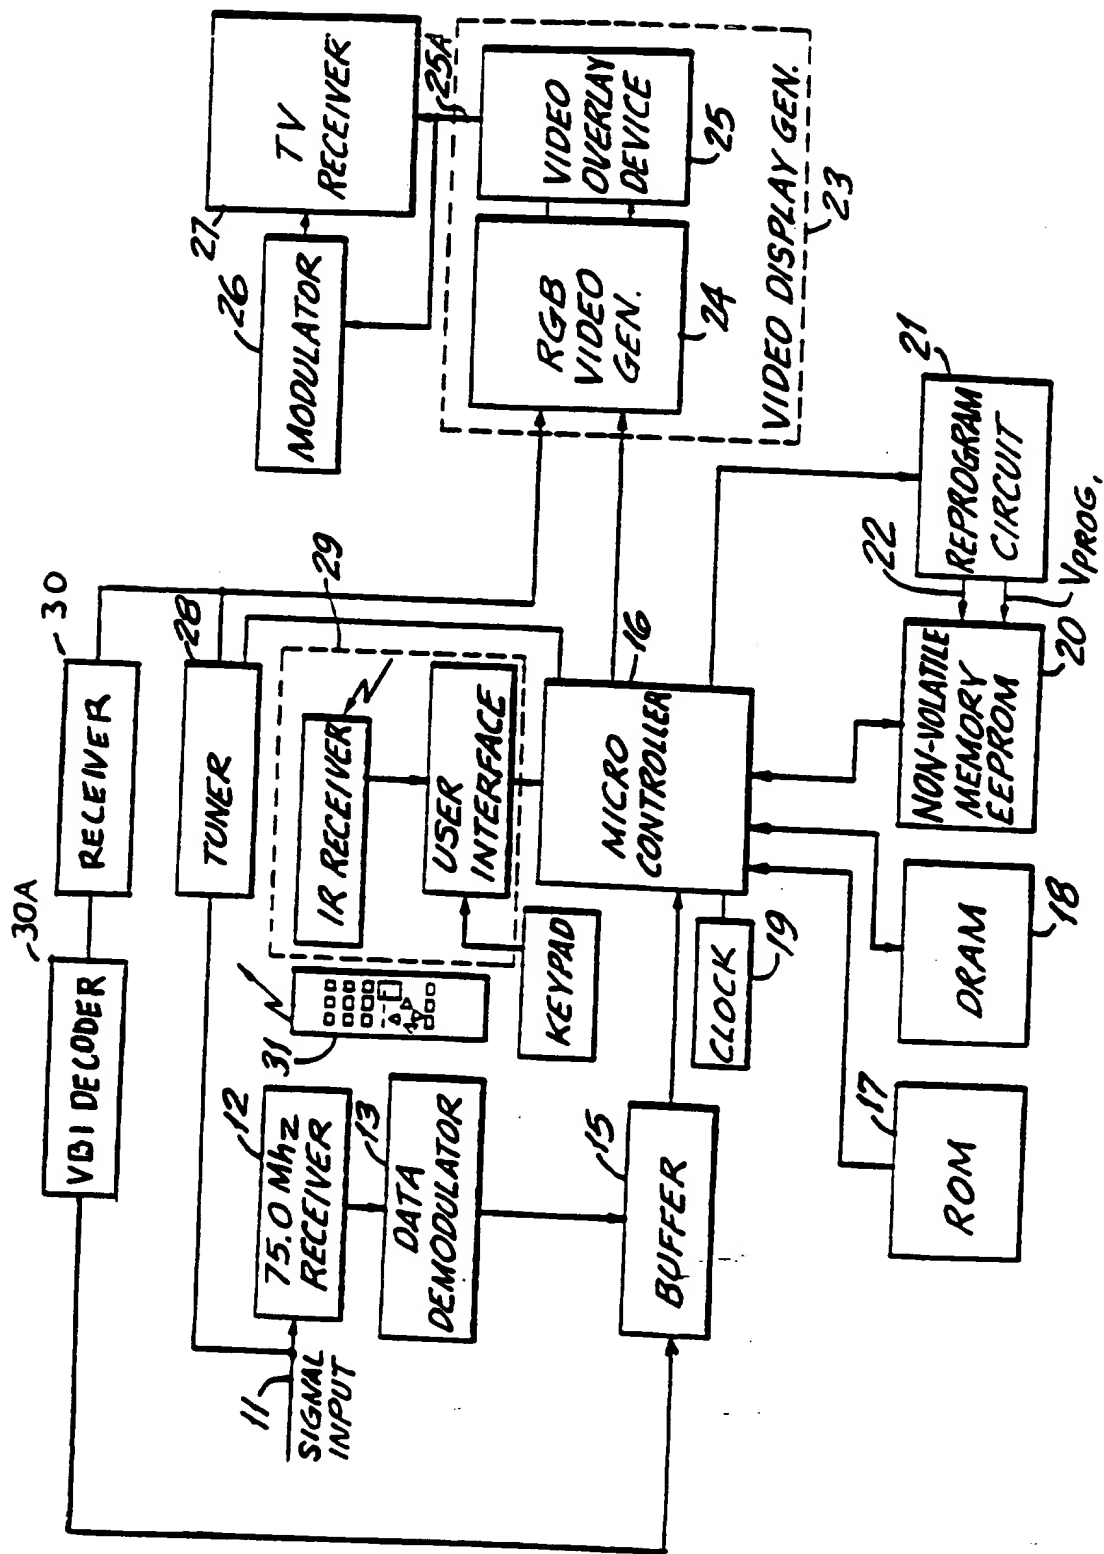 30A
VBI DECODER
30
RECEIVER
28
TUNER
11
SIGNAL
INPUT
12
75.0 Mhz
RECEIVER
13
DATA
DEMODULATOR
31
29
IR RECEIVER
USER
INTERFACE
KEYPAD
26
MODULATOR
27
TV
RECEIVER
25A
RGB
VIDEO
GEN.
24
VIDEO
OVERLAY
DEVICE
25
VIDEO DISPLAY GEN.
23
15
BUFFER
16
MICRO
CONTROLLER
CLOCK
19
17
ROM
DRAM
18
NON-VOLATILE
MEMORY
EEPROM
20
22
VPROG.
21
REPROGRAM
CIRCUIT